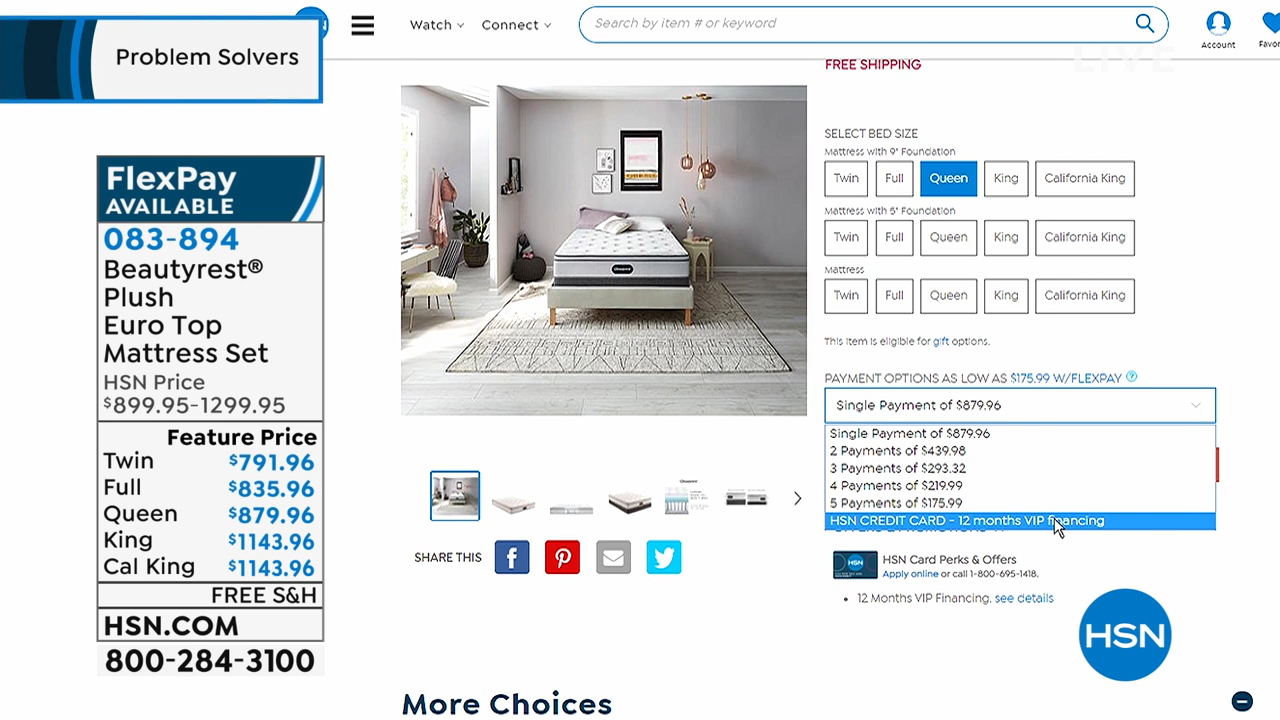 Problem Solvers
FlexPay
AVAILABLE
083-894
Beautyrest®
Plush
Euro Top
Mattress Set
HSN Price
$899.95-1299.95
Feature Price
Twin $791.96
Full $835.96
Queen $879.96
King $1143.96
Cal King $1143.96
FREE S&H
HSN.COM
800-284-3100
Watch
Connect
Search by item # or keyword
Account
LIVE
FREE SHIPPING
SELECT BED SIZE
Mattress with 9" Foundation
Twin Full Queen King California King
Mattress with 5" Foundation
Twin Full Queen King California King
Mattress
Twin Full Queen King California King
This item is eligible for gift options.
PAYMENT OPTIONS AS LOW AS $175.99 W/FLEXPAY ?
Single Payment of $879.96
Single Payment of $879.96
2 Payments of $439.98
3 Payments of $293.32
4 Payments of $219.99
5 Payments of $175.99
HSN CREDIT CARD - 12 months VIP financing
HSN Card Perks & Offers
Apply online or call 1-800-695-1418.
• 12 Months VIP Financing. see details
SHARE THIS
HSN
More Choices